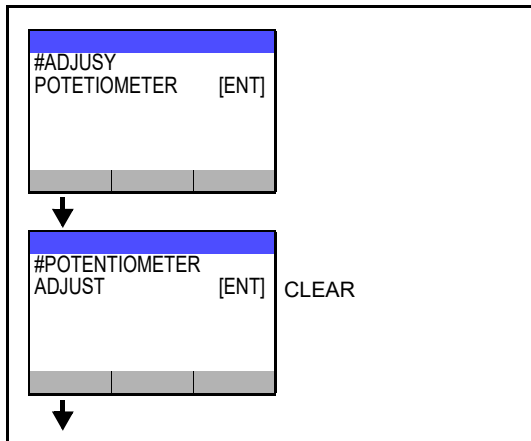 #ADJUSY
POTETIOMETER [ENT]
#POTENTIOMETER
ADJUST [ENT] CLEAR